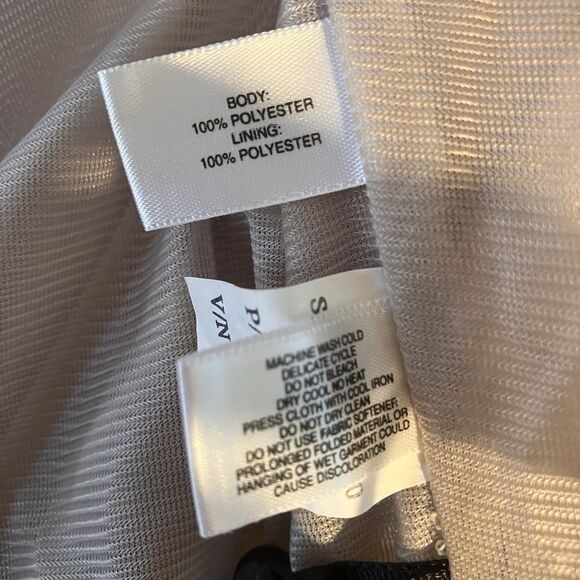 BODY:
100% POLYESTER
LINING:
100% POLYESTER
S
P/
V/N
MACHINE WASH COLD
DELICATE CYCLE
DO NOT BLEACH
DRY COOL NO HEAT
PRESS CLOTH WITH COOL IRON
DO NOT DRY CLEAN
DO NOT USE FABRIC SOFTENER:
PROLONGED FOLDED MATERIAL OR
HANGING OF WET GARMENT COULD
CAUSE DISCOLORATION